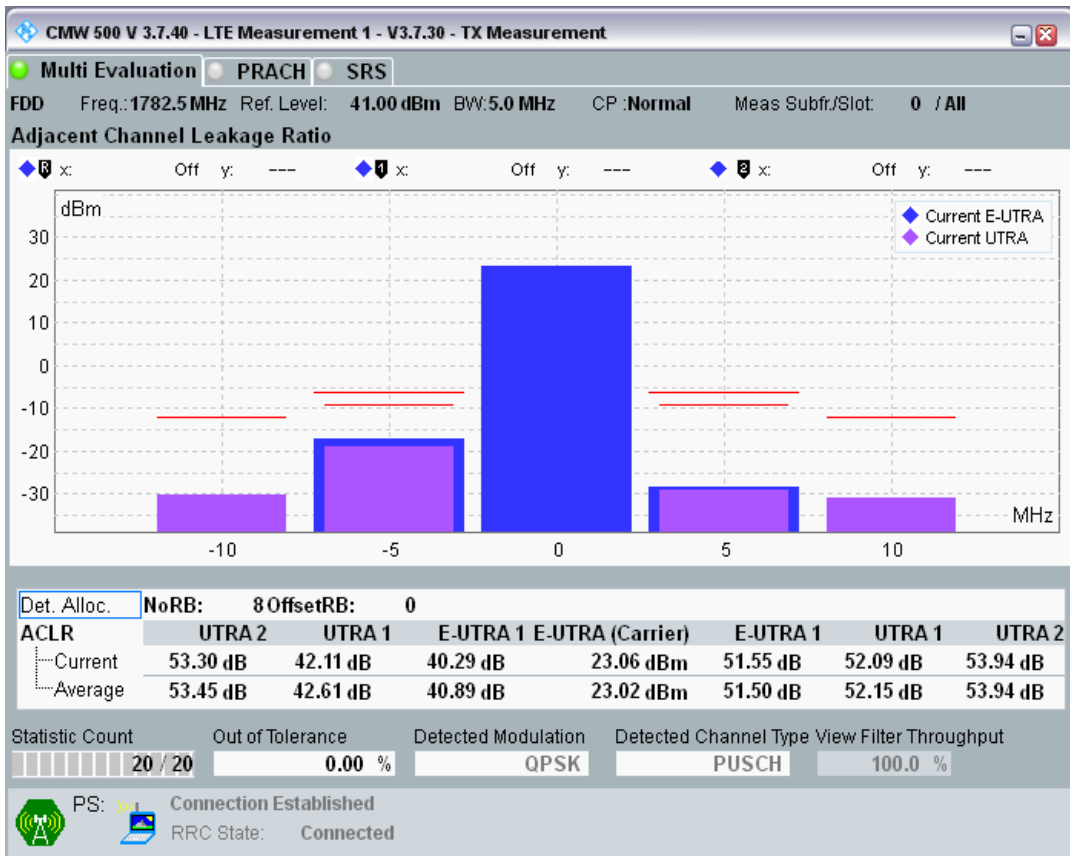 CMW 500 V 3.7.40 - LTE Measurement 1 - V3.7.30 - TX Measurement
Multi Evaluation PRACH SRS
FDD Freq.:1782.5 MHz Ref. Level: 41.00 dBm BW:5.0 MHz CP :Normal Meas Subfr./Slot: 0 / All
Adjacent Channel Leakage Ratio
R x: Off y: --- 1 x: Off y: --- 2 x: Off y: ---
dBm
Current E-UTRA
Current UTRA
30
20
10
0
-10
-20
-30
MHz
-10 -5 0 5 10
Det. Alloc. NoRB: 8 OffsetRB: 0
ACLR UTRA 2 UTRA 1 E-UTRA 1 E-UTRA (Carrier) E-UTRA 1 UTRA 1 UTRA 2
Current 53.30 dB 42.11 dB 40.29 dB 23.06 dBm 51.55 dB 52.09 dB 53.94 dB
Average 53.45 dB 42.61 dB 40.89 dB 23.02 dBm 51.50 dB 52.15 dB 53.94 dB
Statistic Count Out of Tolerance Detected Modulation Detected Channel Type View Filter Throughput
20 / 20 0.00 % QPSK PUSCH 100.0 %
PS: Connection Established
RRC State: Connected